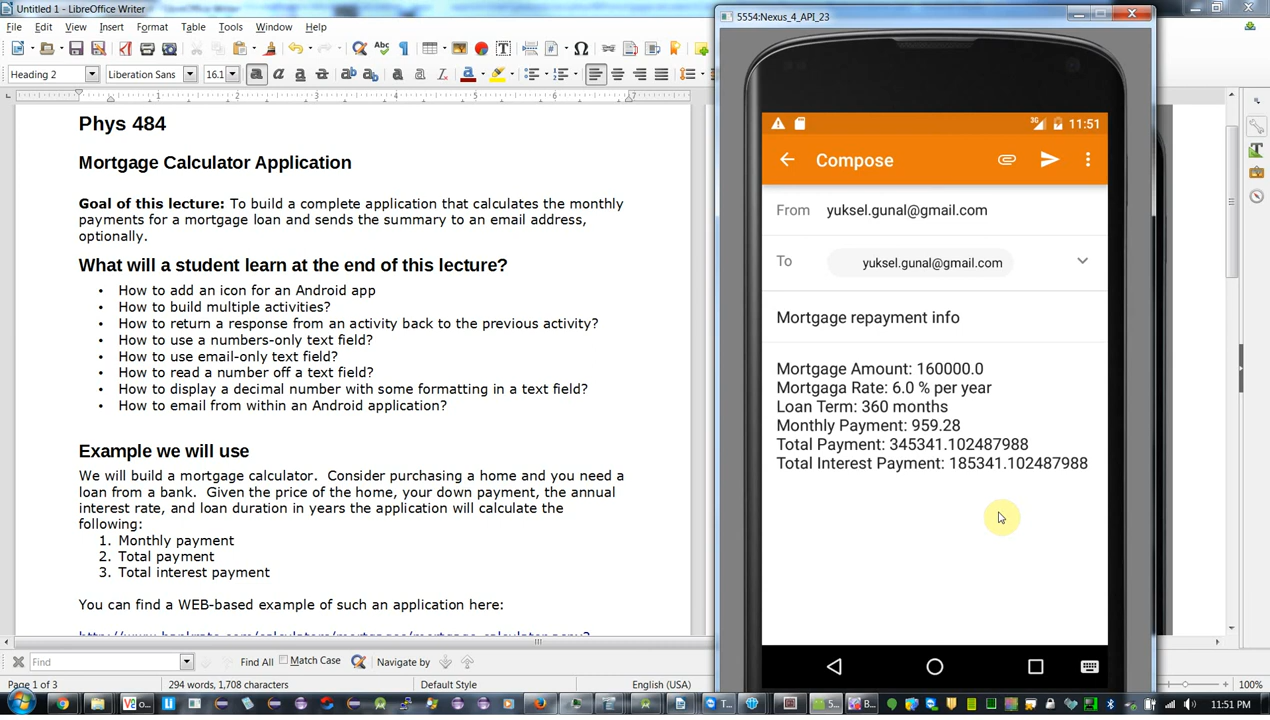 Untitled 1 - LibreOffice Writer
File Edit View Insert Format Table Tools Window Help
Heading 2 Liberation Sans 16.1
1 2 3 4 5 6 7
Phys 484
Mortgage Calculator Application
Goal of this lecture: To build a complete application that calculates the monthly
payments for a mortgage loan and sends the summary to an email address,
optionally.
What will a student learn at the end of this lecture?
• How to add an icon for an Android app
• How to build multiple activities?
• How to return a response from an activity back to the previous activity?
• How to use a numbers-only text field?
• How to use email-only text field?
• How to read a number off a text field?
• How to display a decimal number with some formatting in a text field?
• How to email from within an Android application?
Example we will use
We will build a mortgage calculator. Consider purchasing a home and you need a
loan from a bank. Given the price of the home, your down payment, the annual
interest rate, and loan duration in years the application will calculate the
following:
1. Monthly payment
2. Total payment
3. Total interest payment
You can find a WEB-based example of such an application here:
Find Find All Match Case Navigate by
Page 1 of 3 294 words, 1,708 characters Default Style English (USA) 100%
5554:Nexus_4_API_23
3G 11:51
Compose
From yuksel.gunal@gmail.com
To yuksel.gunal@gmail.com
Mortgage repayment info
Mortgage Amount: 160000.0
Mortgaga Rate: 6.0 % per year
Loan Term: 360 months
Monthly Payment: 959.28
Total Payment: 345341.102487988
Total Interest Payment: 185341.102487988
V2 o... T... 5... B... 11:51 PM